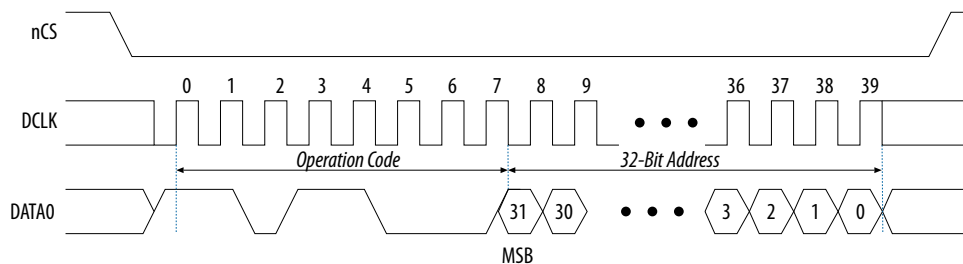 nCS
0 1 2 3 4 5 6 7 8 9 36 37 38 39
DCLK
Operation Code 32-Bit Address
DATA0 31 30 3 2 1 0
MSB